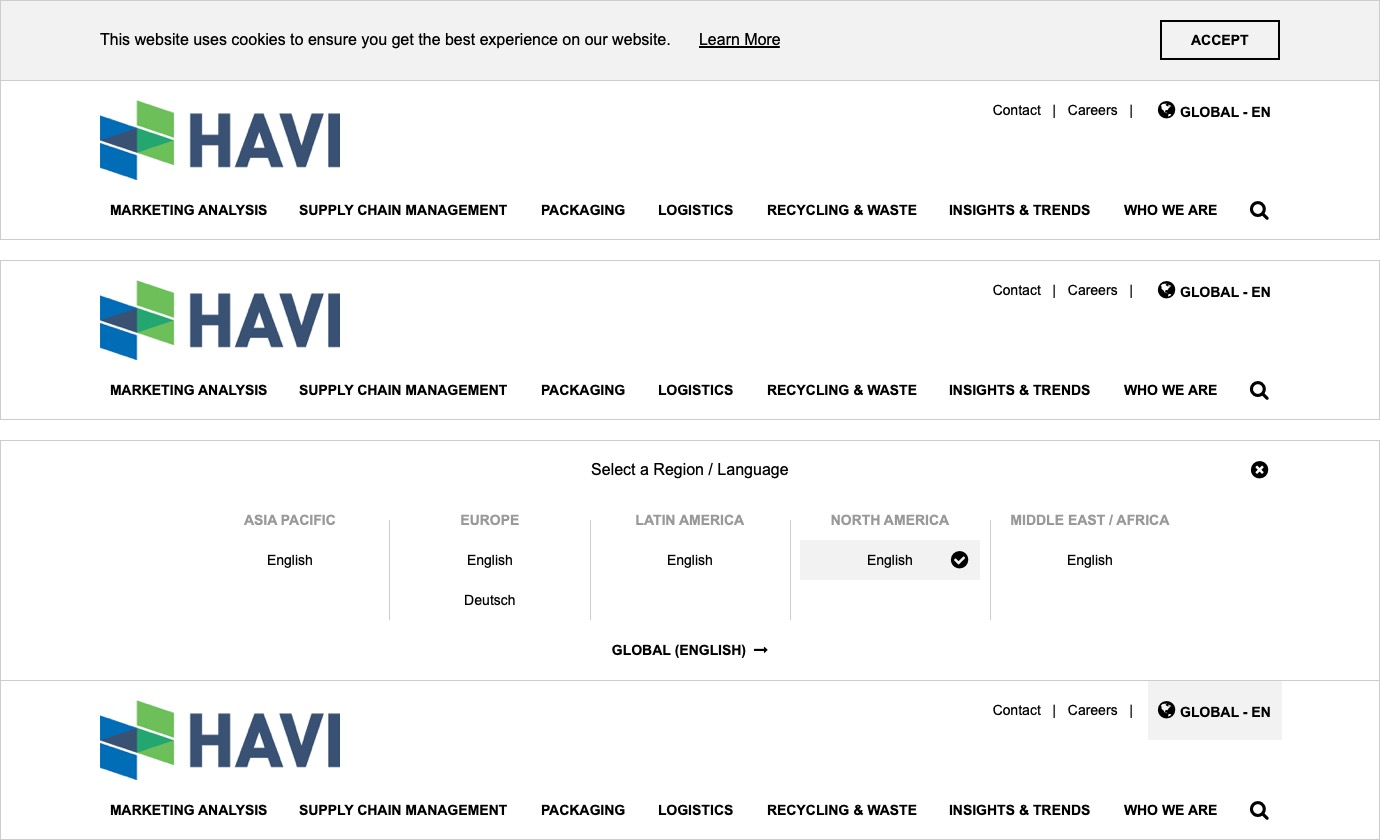 This website uses cookies to ensure you get the best experience on our website. Learn More ACCEPT
HAVI
Contact | Careers | GLOBAL - EN
MARKETING ANALYSIS SUPPLY CHAIN MANAGEMENT PACKAGING LOGISTICS RECYCLING & WASTE INSIGHTS & TRENDS WHO WE ARE
HAVI
Contact | Careers | GLOBAL - EN
MARKETING ANALYSIS SUPPLY CHAIN MANAGEMENT PACKAGING LOGISTICS RECYCLING & WASTE INSIGHTS & TRENDS WHO WE ARE
Select a Region / Language
ASIA PACIFIC EUROPE LATIN AMERICA NORTH AMERICA MIDDLE EAST / AFRICA
English English English English English
Deutsch
GLOBAL (ENGLISH) →
HAVI
Contact | Careers | GLOBAL - EN
MARKETING ANALYSIS SUPPLY CHAIN MANAGEMENT PACKAGING LOGISTICS RECYCLING & WASTE INSIGHTS & TRENDS WHO WE ARE